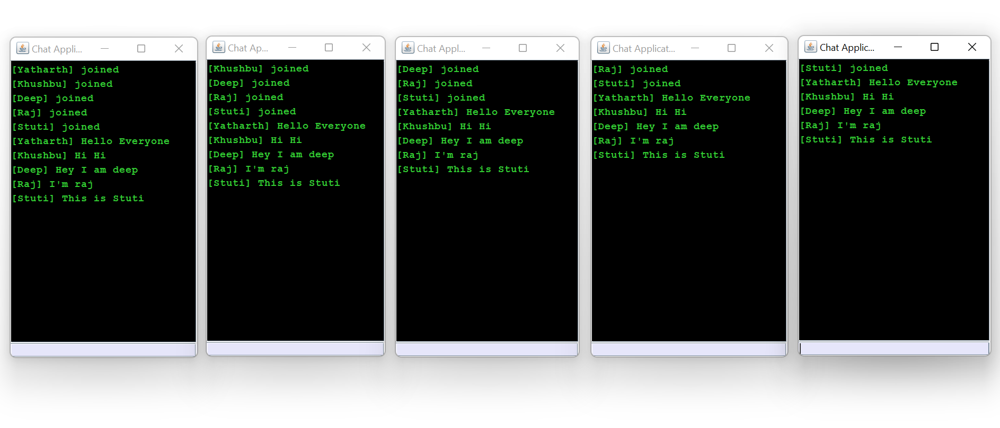 Chat Appli...
[Yatharth] joined
[Khushbu] joined
[Deep] joined
[Raj] joined
[Stuti] joined
[Yatharth] Hello Everyone
[Khushbu] Hi Hi
[Deep] Hey I am deep
[Raj] I'm raj
[Stuti] This is Stuti
Chat Ap...
[Khushbu] joined
[Deep] joined
[Raj] joined
[Stuti] joined
[Yatharth] Hello Everyone
[Khushbu] Hi Hi
[Deep] Hey I am deep
[Raj] I'm raj
[Stuti] This is Stuti
Chat Appl...
[Deep] joined
[Raj] joined
[Stuti] joined
[Yatharth] Hello Everyone
[Khushbu] Hi Hi
[Deep] Hey I am deep
[Raj] I'm raj
[Stuti] This is Stuti
Chat Applicat...
[Raj] joined
[Stuti] joined
[Yatharth] Hello Everyone
[Khushbu] Hi Hi
[Deep] Hey I am deep
[Raj] I'm raj
[Stuti] This is Stuti
Chat Applic...
[Stuti] joined
[Yatharth] Hello Everyone
[Khushbu] Hi Hi
[Deep] Hey I am deep
[Raj] I'm raj
[Stuti] This is Stuti